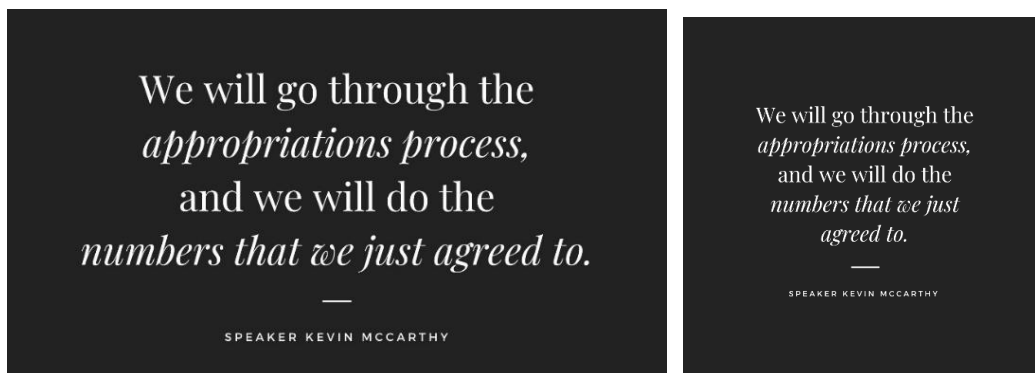 We will go through the
appropriations process,
and we will do the
numbers that we just agreed to.
SPEAKER KEVIN MCCARTHY
We will go through the
appropriations process,
and we will do the
numbers that we just
agreed to.
SPEAKER KEVIN MCCARTHY